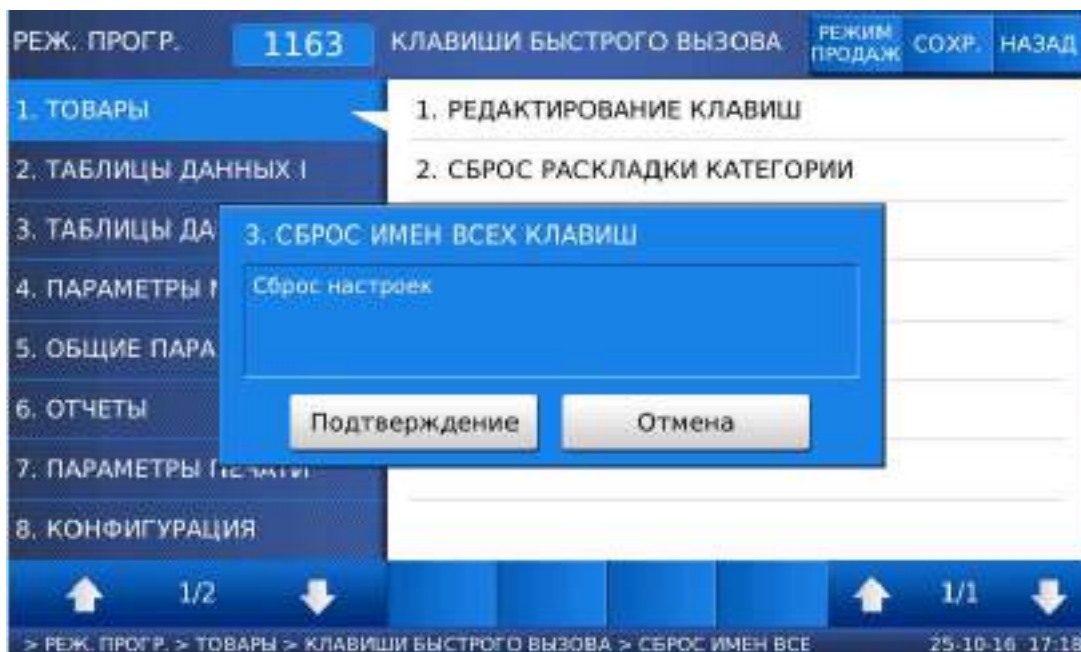 РЕЖ. ПРОГР. 1163 КЛАВИШИ БЫСТРОГО ВЫЗОВА РЕЖИМ ПРОДАЖ СОХР. НАЗАД
1. ТОВАРЫ
1. РЕДАКТИРОВАНИЕ КЛАВИШ
2. ТАБЛИЦЫ ДАННЫХ I
2. СБРОС РАСКЛАДКИ КАТЕГОРИИ
3. ТАБЛИЦЫ ДА
3. СБРОС ИМЕН ВСЕХ КЛАВИШ
4. ПАРАМЕТРЫ
Сброс настроек
5. ОБЩИЕ ПАРА
6. ОТЧЕТЫ
Подтверждение Отмена
7. ПАРАМЕТРЫ ПЕЧАТИ
8. КОНФИГУРАЦИЯ
1/2 1/1
> РЕЖ. ПРОГР. > ТОВАРЫ > КЛАВИШИ БЫСТРОГО ВЫЗОВА > СБРОС ИМЕН ВСЕ 25-10-16 17:18